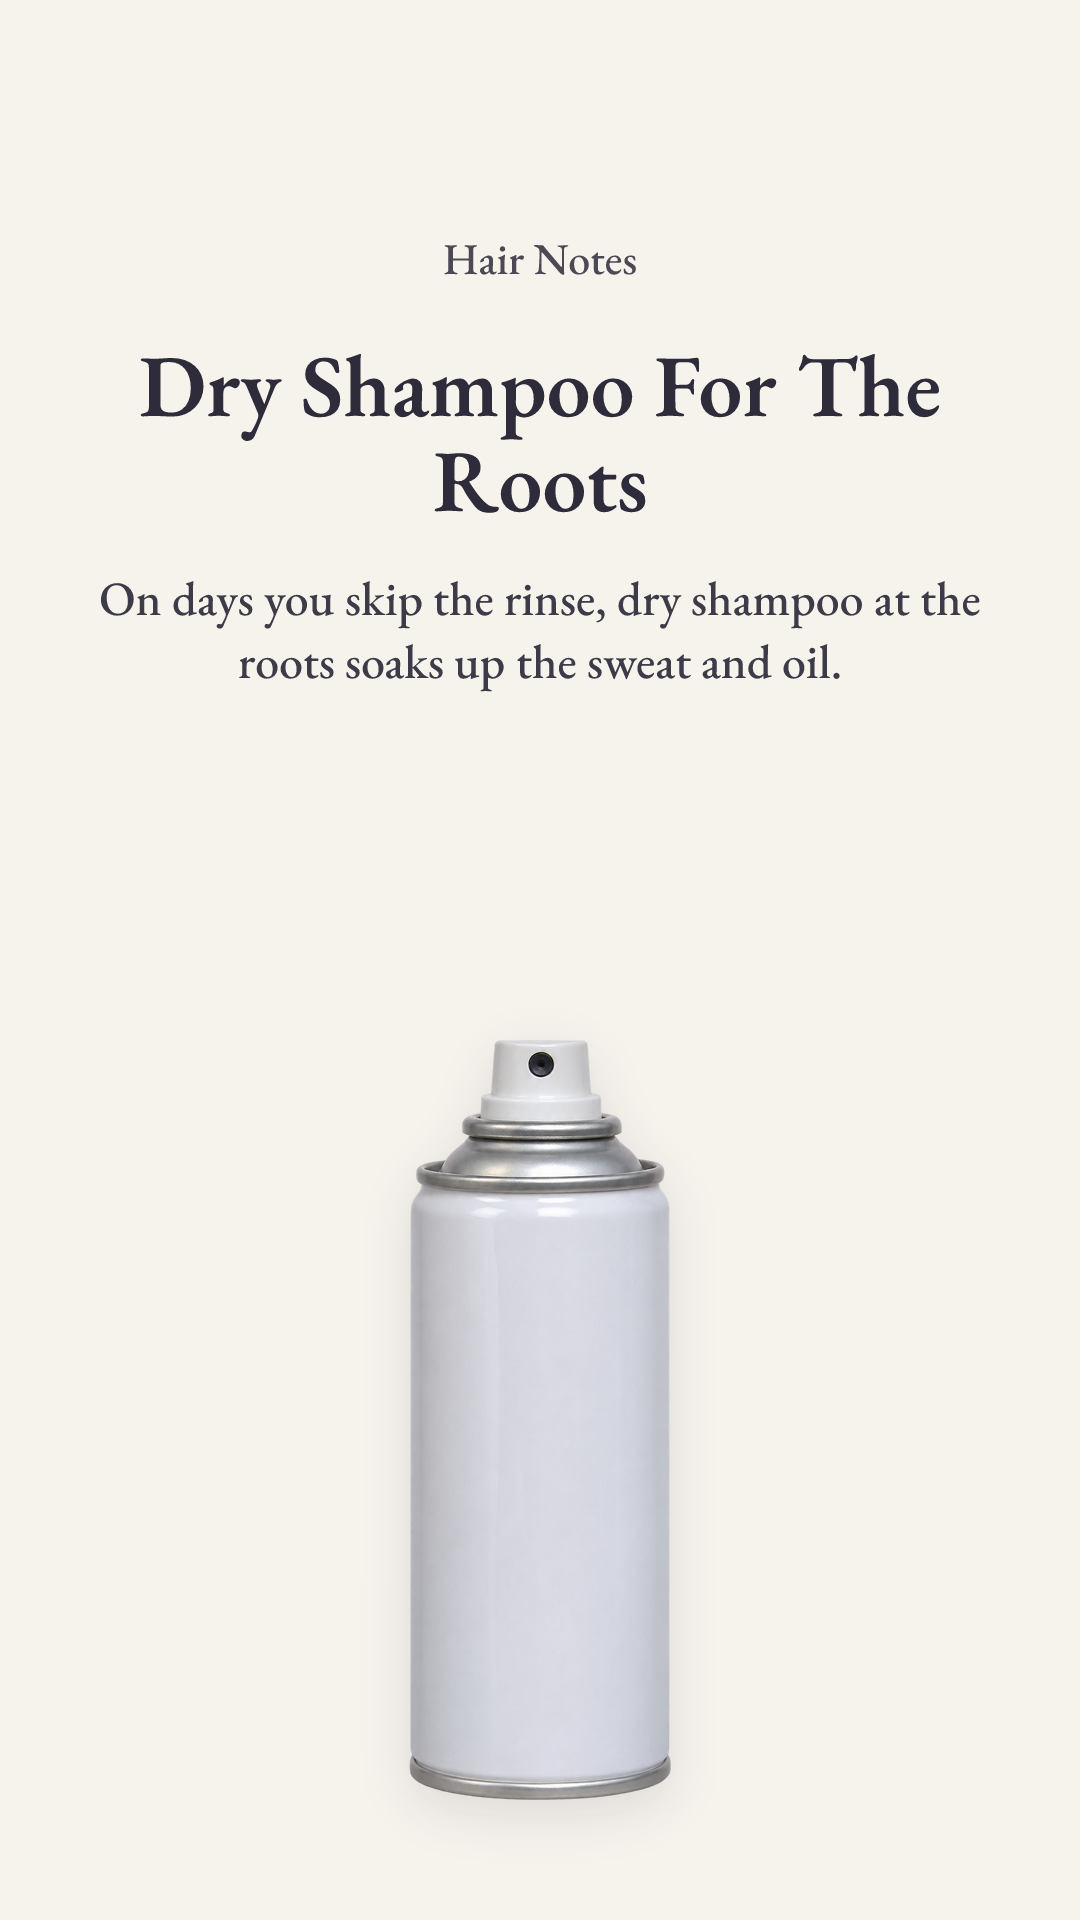 Hair Notes
Dry Shampoo For The
Roots
On days you skip the rinse, dry shampoo at the
roots soaks up the sweat and oil.